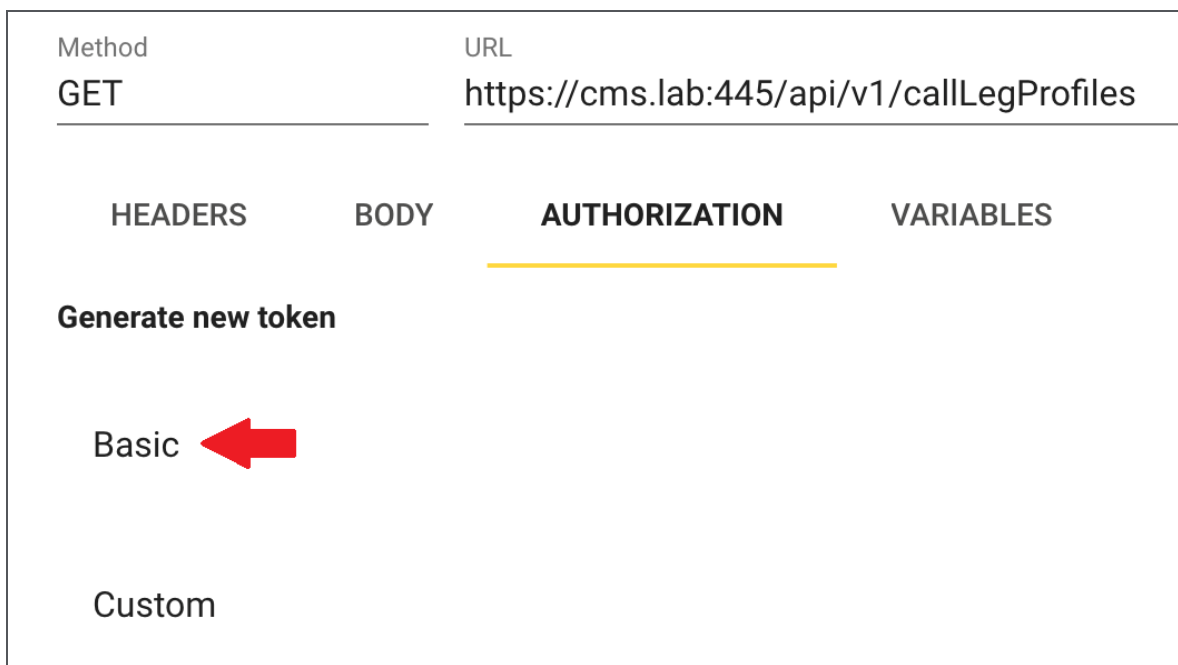 Method URL
GET https://cms.lab:445/api/v1/callLegProfiles
HEADERS BODY AUTHORIZATION VARIABLES
Generate new token
Basic
Custom